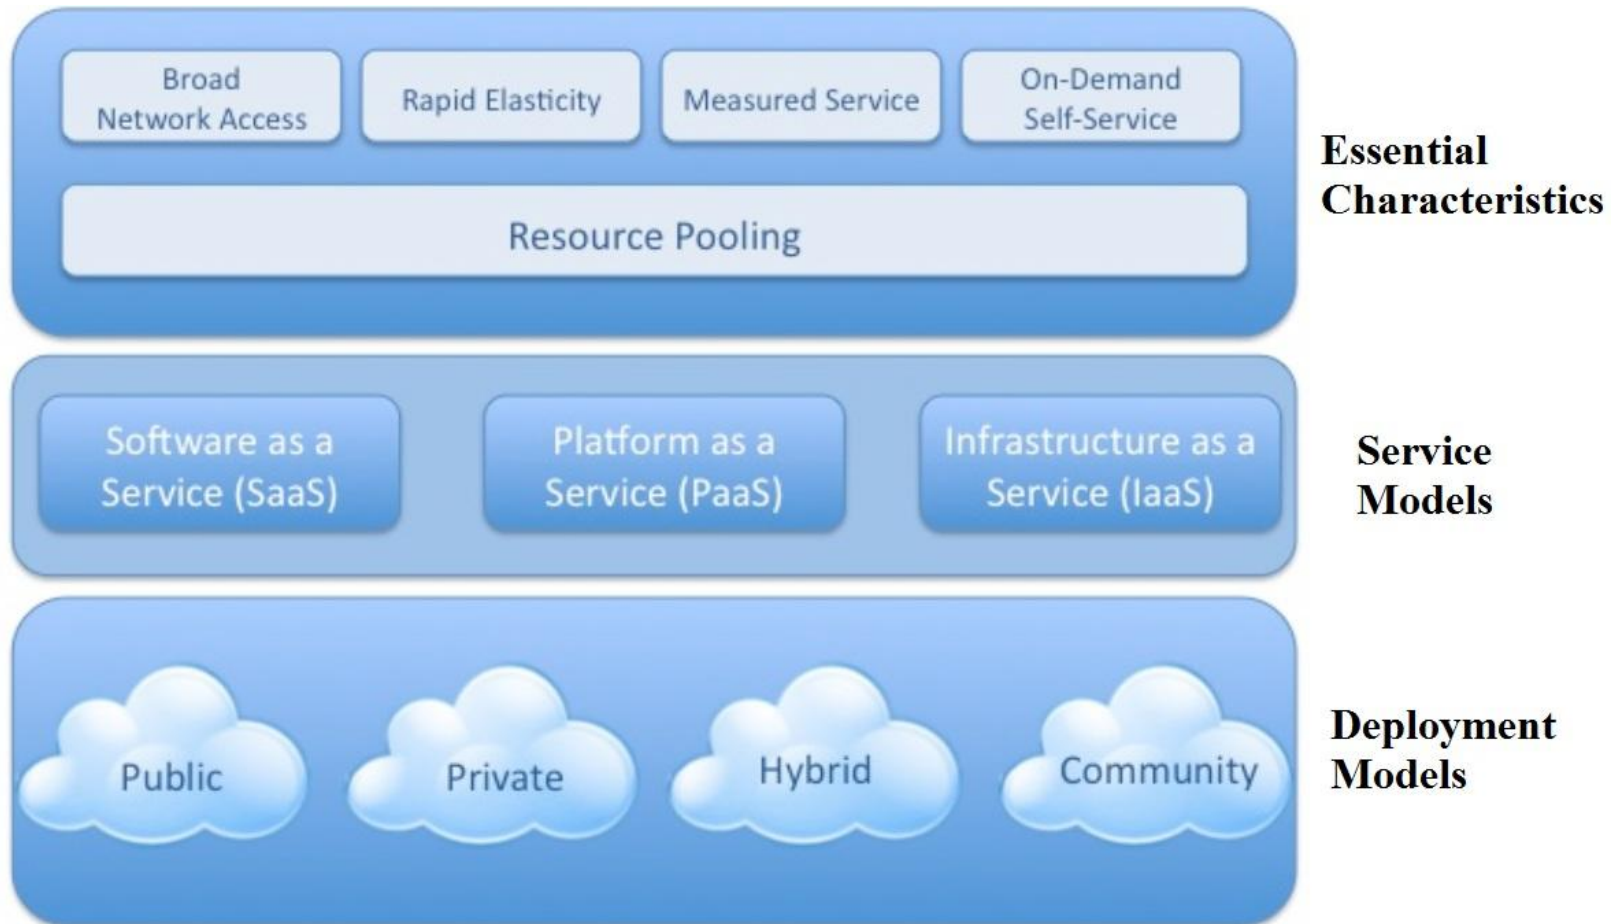 Broad
Network Access
Rapid Elasticity
Measured Service
On-Demand
Self-Service
Resource Pooling
Essential
Characteristics
Software as a
Service (SaaS)
Platform as a
Service (PaaS)
Infrastructure as a
Service (IaaS)
Service
Models
Public
Private
Hybrid
Community
Deployment
Models